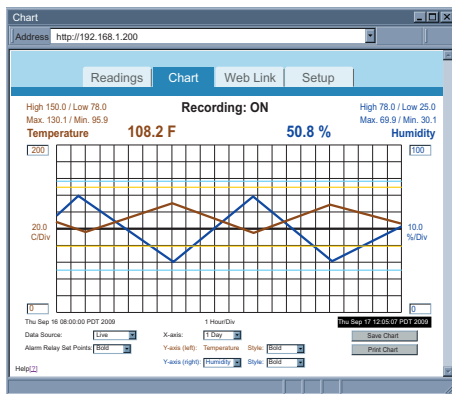 Chart
Address http://192.168.1.200
Readings Chart Web Link Setup
High 150.0 / Low 78.0 Recording: ON High 78.0 / Low 25.0
Max. 130.1 / Min. 95.9 Max. 69.9 / Min. 30.1
Temperature 108.2 F 50.8 % Humidity
200 100
20.0 10.0
C/Div %/Div
0 0
Thu Sep 16 08:00:00 PDT 2009 1 Hour/Div Thu Sep 17 12:05:07 PDT 2009
Data Source: Live X-axis: 1 Day Save Chart
Alarm Relay Set Points: Bold Y-axis (left): Temperature Style: Bold Print Chart
Y-axis (right): Humidity Style: Bold
Help[?]